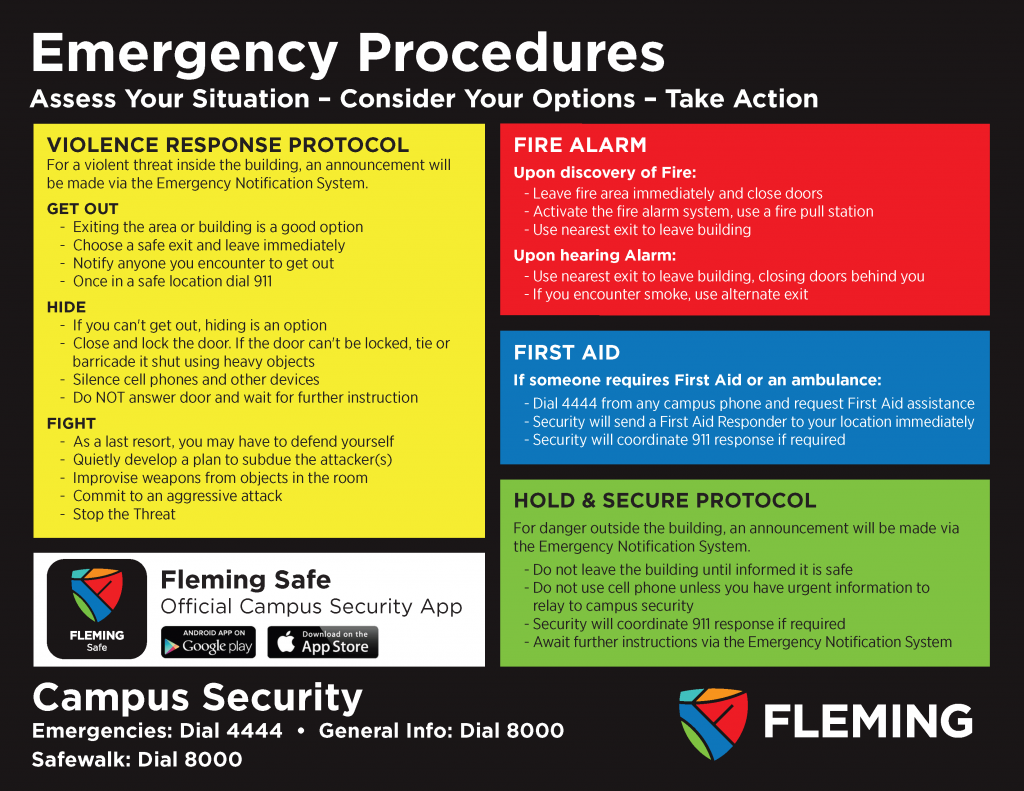 Emergency Procedures
Assess Your Situation – Consider Your Options – Take Action
VIOLENCE RESPONSE PROTOCOL
For a violent threat inside the building, an announcement will
be made via the Emergency Notification System.
GET OUT
- Exiting the area or building is a good option
- Choose a safe exit and leave immediately
- Notify anyone you encounter to get out
- Once in a safe location dial 911
HIDE
- If you can't get out, hiding is an option
- Close and lock the door. If the door can't be locked, tie or
barricade it shut using heavy objects
- Silence cell phones and other devices
- Do NOT answer door and wait for further instruction
FIGHT
- As a last resort, you may have to defend yourself
- Quietly develop a plan to subdue the attacker(s)
- Improvise weapons from objects in the room
- Commit to an aggressive attack
- Stop the Threat
FLEMING
Safe
Fleming Safe
Official Campus Security App
ANDROID APP ON
Google play
Download on the
App Store
FIRE ALARM
Upon discovery of Fire:
- Leave fire area immediately and close doors
- Activate the fire alarm system, use a fire pull station
- Use nearest exit to leave building
Upon hearing Alarm:
- Use nearest exit to leave building, closing doors behind you
- If you encounter smoke, use alternate exit
FIRST AID
If someone requires First Aid or an ambulance:
- Dial 4444 from any campus phone and request First Aid assistance
- Security will send a First Aid Responder to your location immediately
- Security will coordinate 911 response if required
HOLD & SECURE PROTOCOL
For danger outside the building, an announcement will be made via
the Emergency Notification System.
- Do not leave the building until informed it is safe
- Do not use cell phone unless you have urgent information to
relay to campus security
- Security will coordinate 911 response if required
- Await further instructions via the Emergency Notification System
Campus Security
Emergencies: Dial 4444 • General Info: Dial 8000
Safewalk: Dial 8000
FLEMING